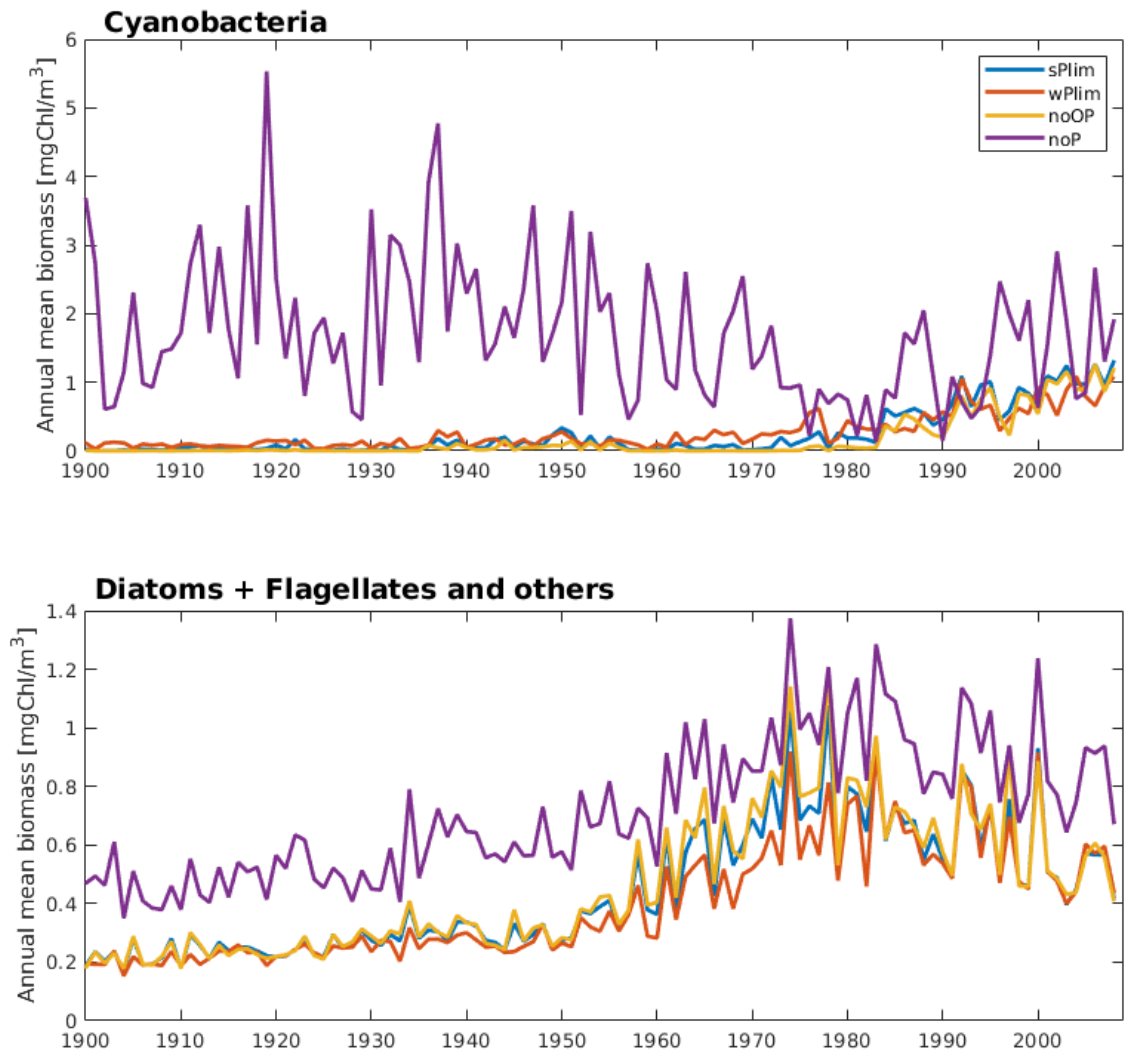 Cyanobacteria
Annual mean biomass [mgChl/m³]
6
5
4
3
2
1
0
1900 1910 1920 1930 1940 1950 1960 1970 1980 1990 2000
sPlim
wPlim
noOP
noP
Diatoms + Flagellates and others
Annual mean biomass [mgChl/m³]
1.4
1.2
1
0.8
0.6
0.4
0.2
0
1900 1910 1920 1930 1940 1950 1960 1970 1980 1990 2000